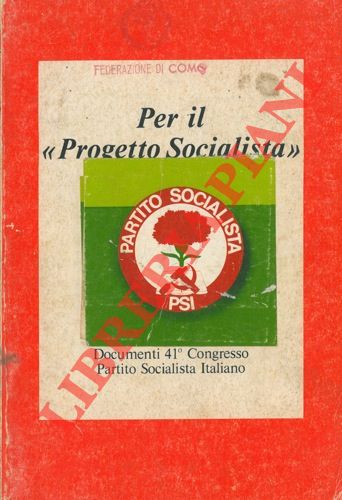 FEDERAZIONE DI COMO
Per il
« Progetto Socialista»
PARTITO SOCIALISTA
PSI
Documenti 41° Congresso
Partito Socialista Italiano
LIBRERIA PIANI